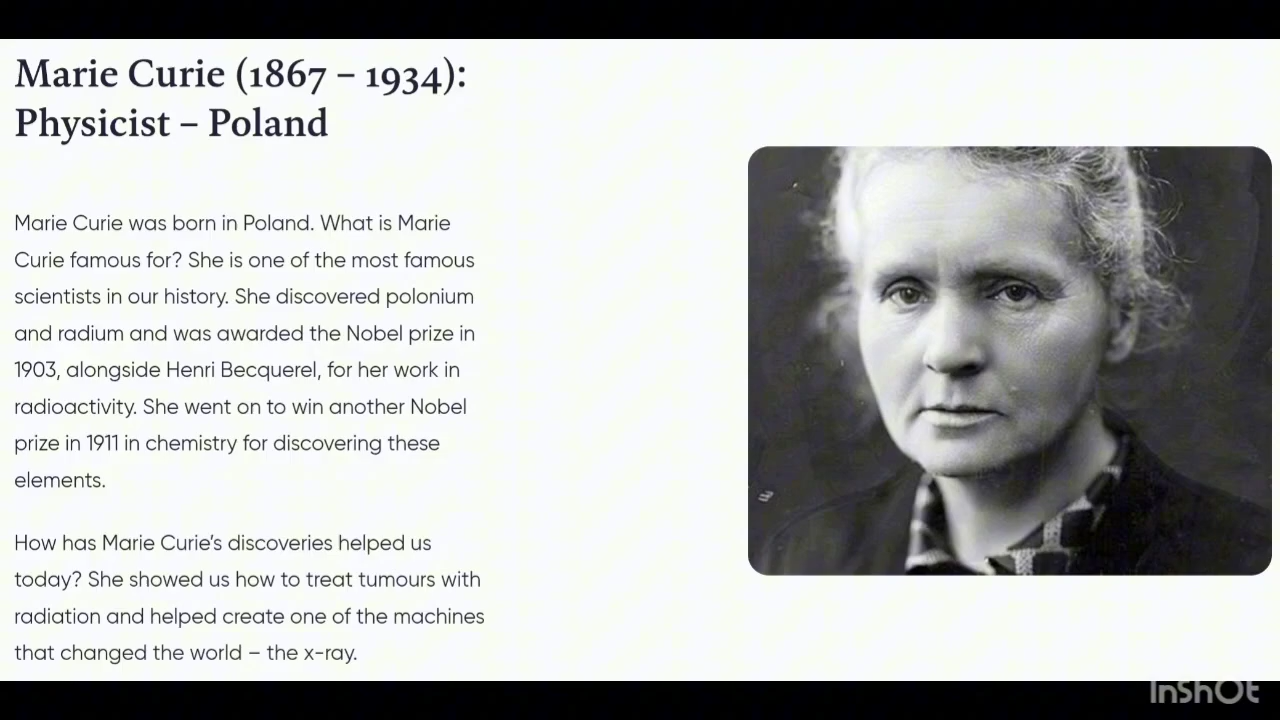 Marie Curie (1867 – 1934):
Physicist – Poland
Marie Curie was born in Poland. What is Marie
Curie famous for? She is one of the most famous
scientists in our history. She discovered polonium
and radium and was awarded the Nobel prize in
1903, alongside Henri Becquerel, for her work in
radioactivity. She went on to win another Nobel
prize in 1911 in chemistry for discovering these
elements.
How has Marie Curie’s discoveries helped us
today? She showed us how to treat tumours with
radiation and helped create one of the machines
that changed the world – the x-ray.
InShOt